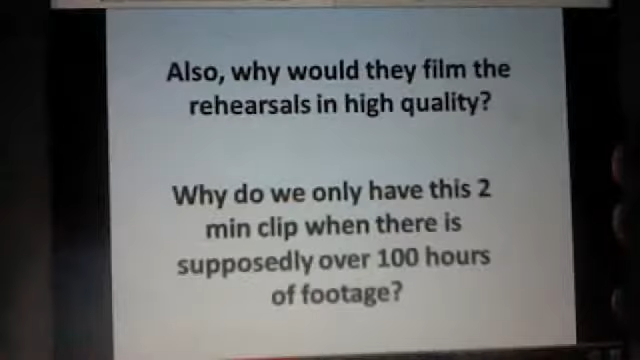 Also, why would they film the
rehearsals in high quality?
Why do we only have this 2
min clip when there is
supposedly over 100 hours
of footage?